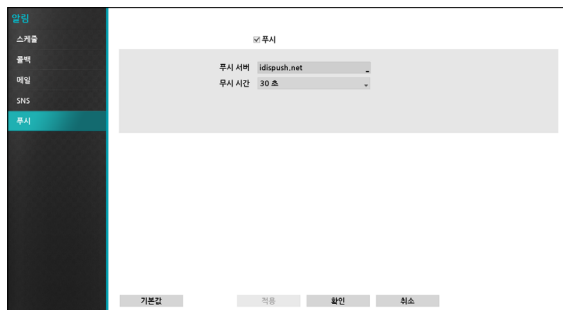 알림
스케줄
콜백
메일
SNS
푸시
푸시
푸시 서버 idispush.net
무시 시간 30 초
기본값 적용 확인 취소